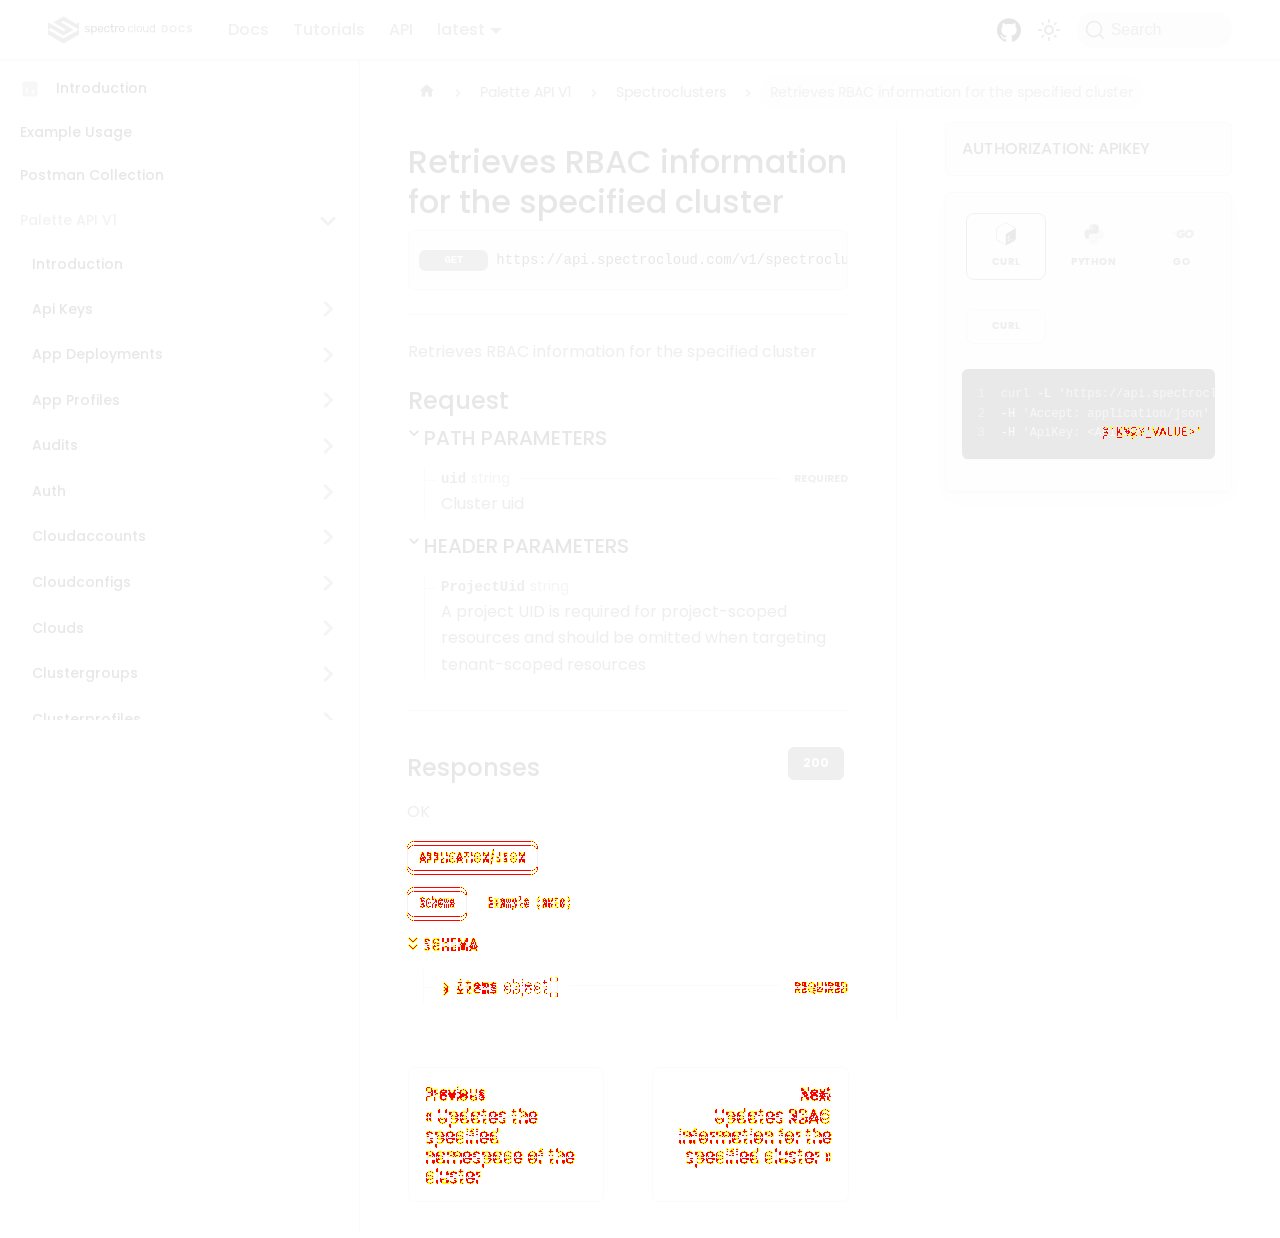 spectro cloud DOCS Docs Tutorials API latest Search
Introduction
Example Usage
Postman Collection
Palette API V1
Introduction
Api Keys
App Deployments
App Profiles
Audits
Auth
Cloudaccounts
Cloudconfigs
Clouds
Clustergroups
Clusterprofiles
Palette API V1 Spectroclusters Retrieves RBAC information for the specified cluster
Retrieves RBAC information
for the specified cluster
GET https://api.spectrocloud.com/v1/spectroclu
Retrieves RBAC information for the specified cluster
Request
PATH PARAMETERS
uid string REQUIRED
Cluster uid
HEADER PARAMETERS
ProjectUid string
A project UID is required for project-scoped
resources and should be omitted when targeting
tenant-scoped resources
Responses 200
OK
APPLICATION/JSON
Schema Example (auto)
SCHEMA
items object[] REQUIRED
Previous
« Updates the
specified
namespace of the
cluster
Next
Updates RBAC
information for the
specified cluster »
AUTHORIZATION: APIKEY
CURL PYTHON GO
CURL
1 curl -L 'https://api.spectrocl
2 -H 'Accept: application/json'
3 -H 'ApiKey: VALUE>'